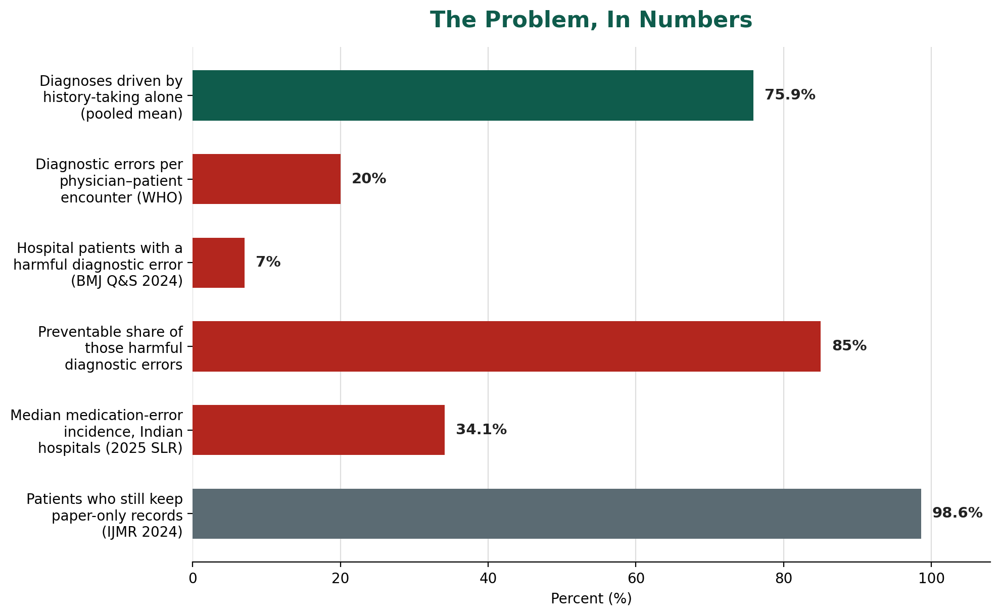 The Problem, In Numbers
Diagnoses driven by
history-taking alone
(pooled mean)
75.9%
Diagnostic errors per
physician–patient
encounter (WHO)
20%
Hospital patients with a
harmful diagnostic error
(BMJ Q&S 2024)
7%
Preventable share of
those harmful
diagnostic errors
85%
Median medication-error
incidence, Indian
hospitals (2025 SLR)
34.1%
Patients who still keep
paper-only records
(IJMR 2024)
98.6%
0 20 40 60 80 100
Percent (%)